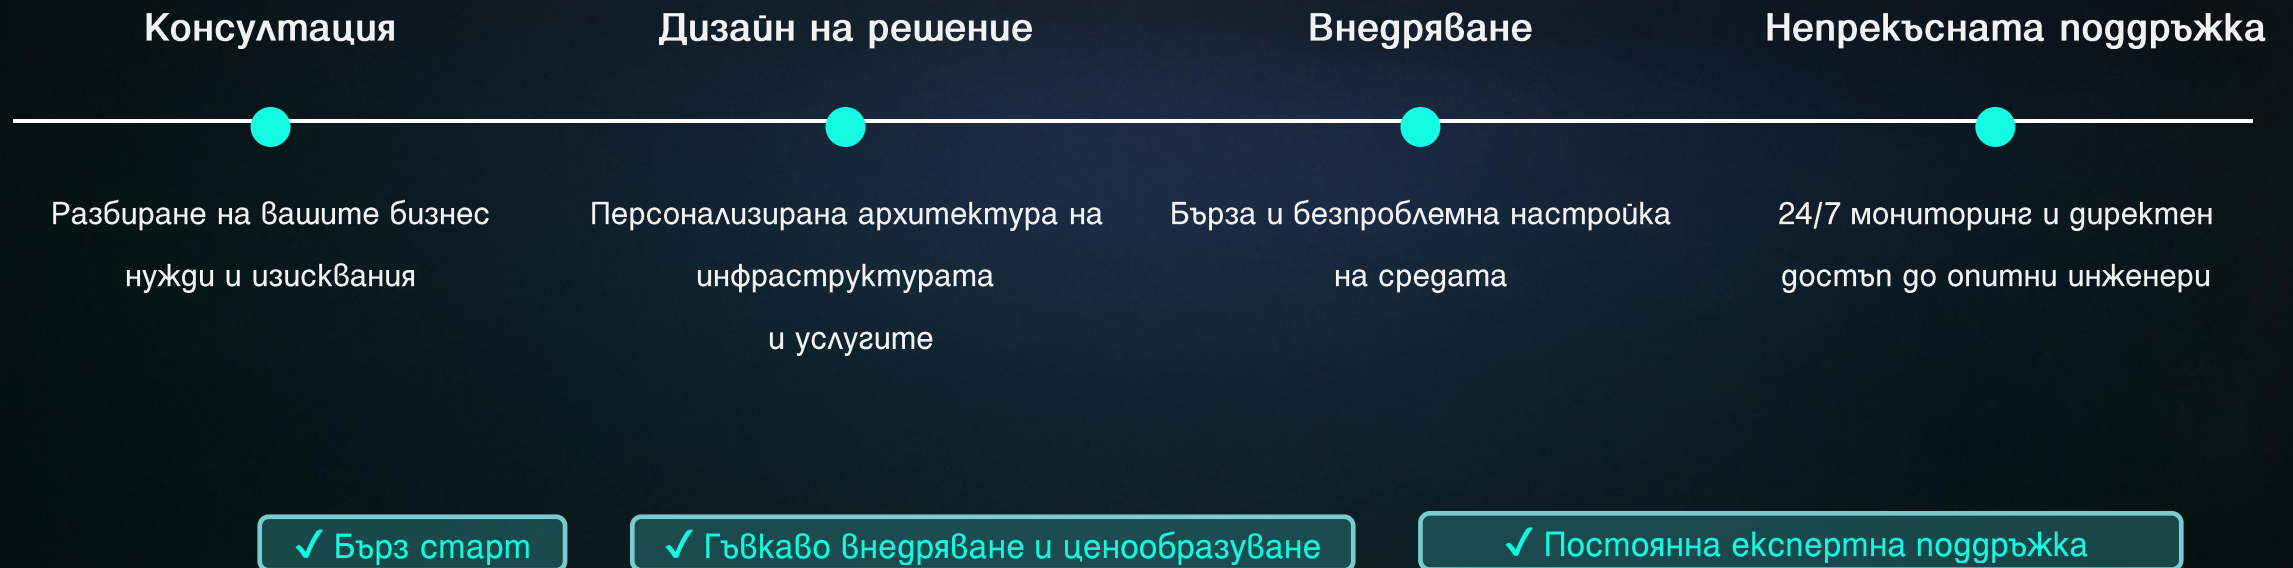 Консултация
Дизайн на решение
Внедряване
Непрекъсната поддръжка
Разбиране на вашите бизнес
нужди и изисквания
Персонализирана архитектура на
инфраструктурата
и услугите
Бърза и безпроблемна настройка
на средата
24/7 мониторинг и директен
достъп до опитни инженери
✓ Бърз старт
✓ Гъвкаво внедряване и ценообразуване
✓ Постоянна експертна поддръжка